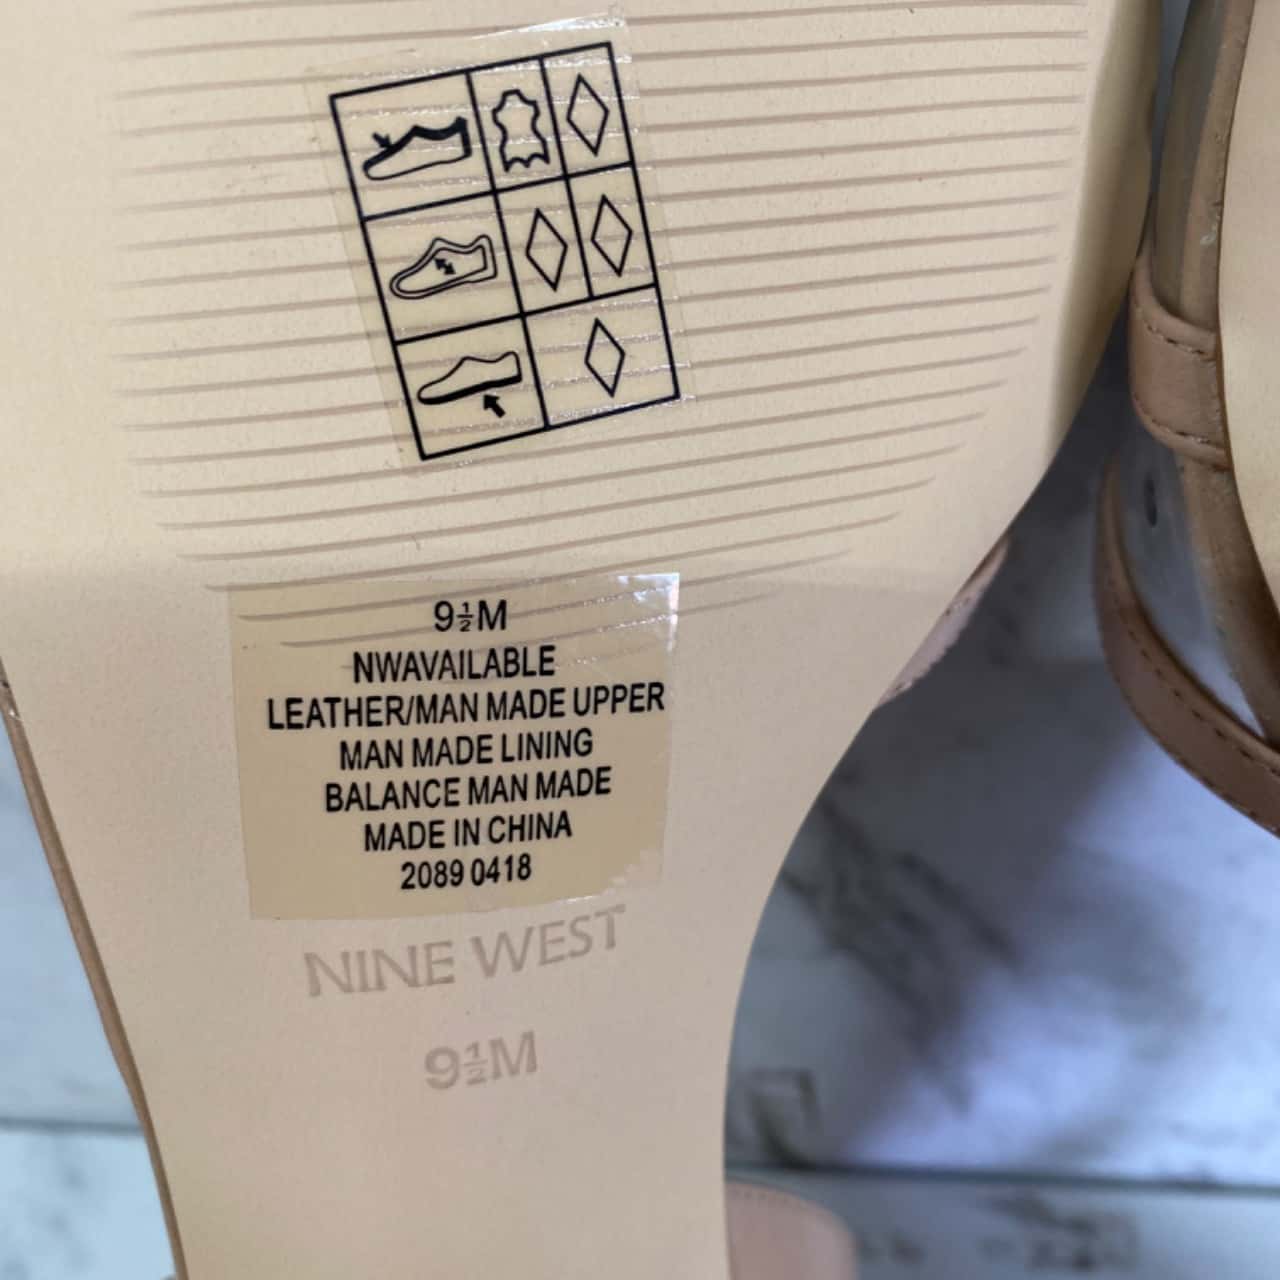 9½M
NWAVAILABLE
LEATHER/MAN MADE UPPER
MAN MADE LINING
BALANCE MAN MADE
MADE IN CHINA
2089 0418
NINE WEST
9½M